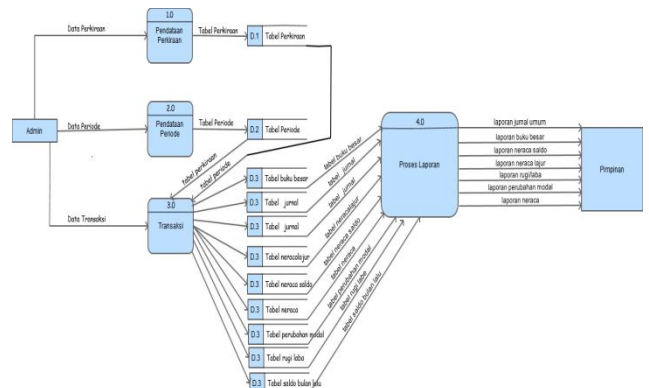 1.0
Data Perkiraan
Pendataan
Perkiraan
Tabel Perkiraan
D.1 Tabel Perkiraan
Admin
Data Periode
2.0
Pendataan
Periode
Tabel Periode
D.2 Tabel Periode
tabel perkiraan
tabel periode
Data Transaksi
3.0
Transaksi
D.3 Tabel buku besar
D.3 Tabel jurnal
D.3 Tabel jurnal
D.3 Tabel neracalajur
D.3 Tabel neraca saldo
D.3 Tabel neraca
D.3 Tabel perubahan modal
D.3 Tabel rugi laba
D.3 Tabel saldo bulan lalu
tabel buku besar
tabel jurnal
tabel jurnal
tabel neracalajur
tabel neraca saldo
tabel neraca
tabel perubahan modal
tabel rugi laba
tabel saldo bulan lalu
4.0
Proses Laporan
laporan jurnal umum
laporan buku besar
laporan neraca saldo
laporan neraca lajur
laporan rugi/laba
laporan perubahan modal
laporan neraca
Pimpinan